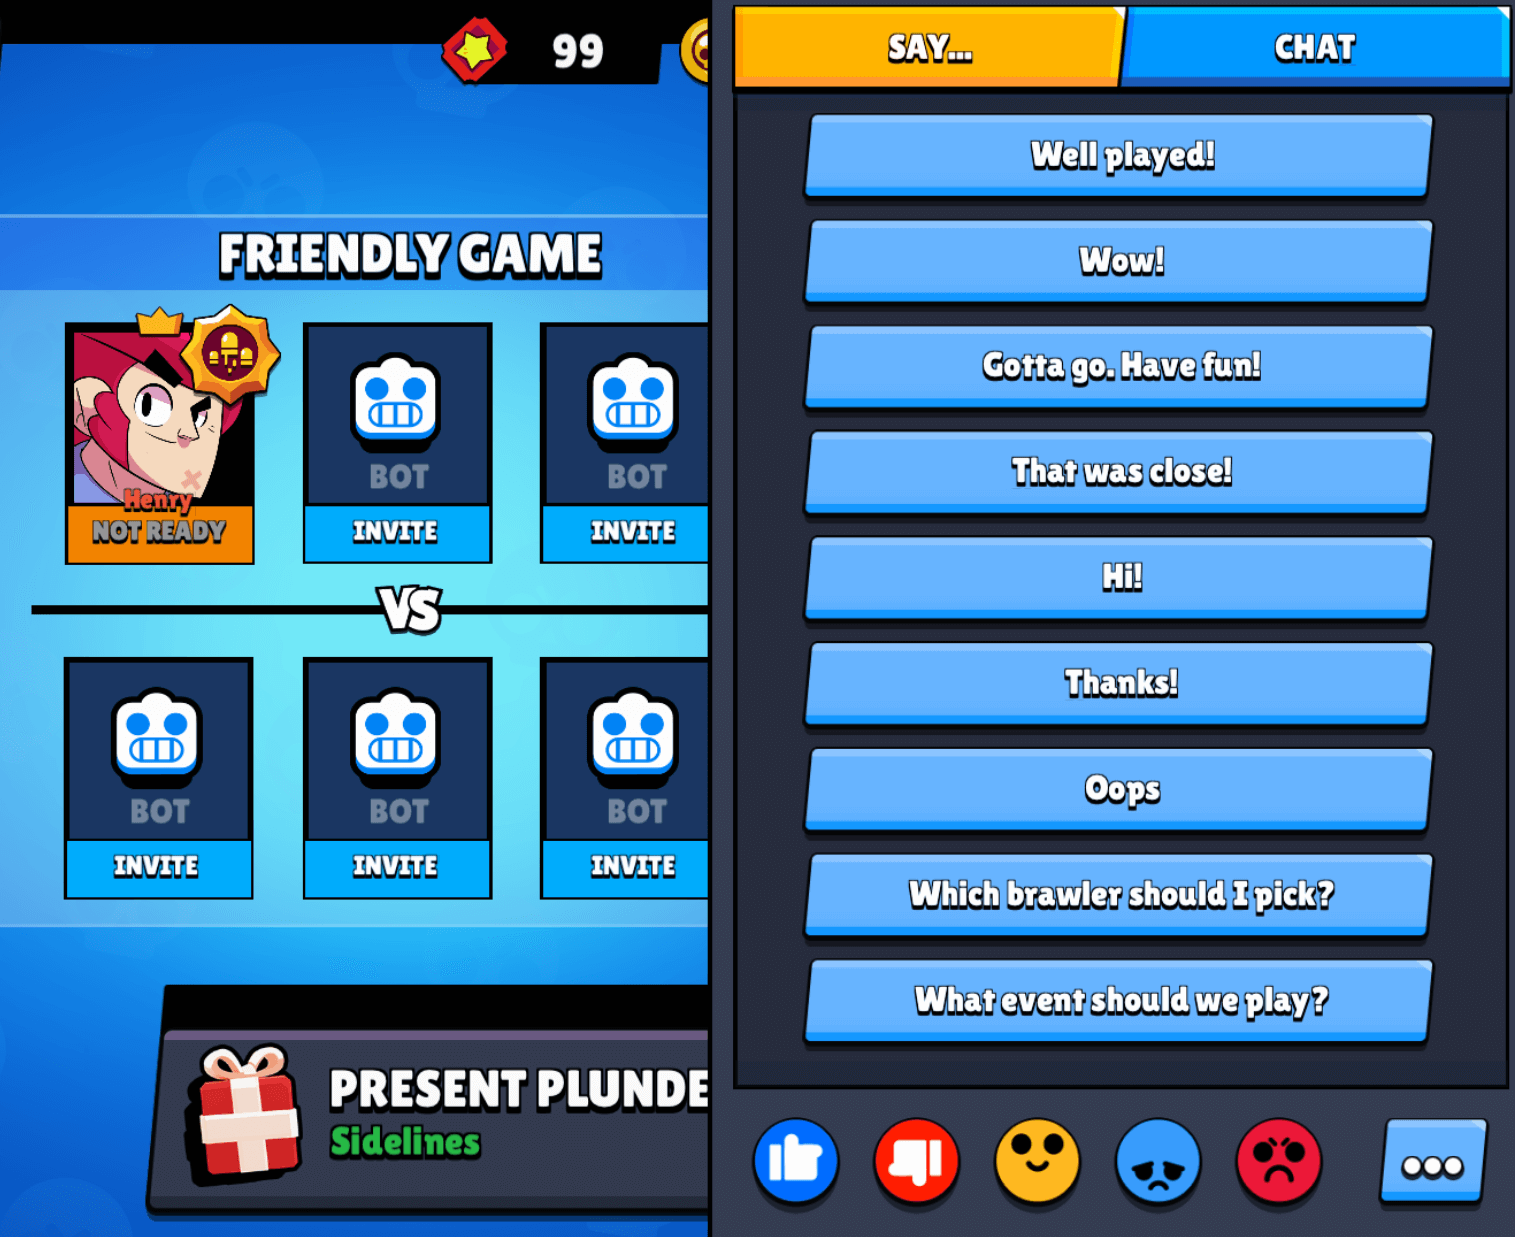 99
FRIENDLY GAME
Henry
NOT READY
BOT
INVITE
BOT
INVITE
VS
BOT
INVITE
BOT
INVITE
BOT
INVITE
PRESENT PLUNDE
Sidelines
SAY...
CHAT
Well played!
Wow!
Gotta go. Have fun!
That was close!
Hi!
Thanks!
Oops
Which brawler should I pick?
What event should we play?